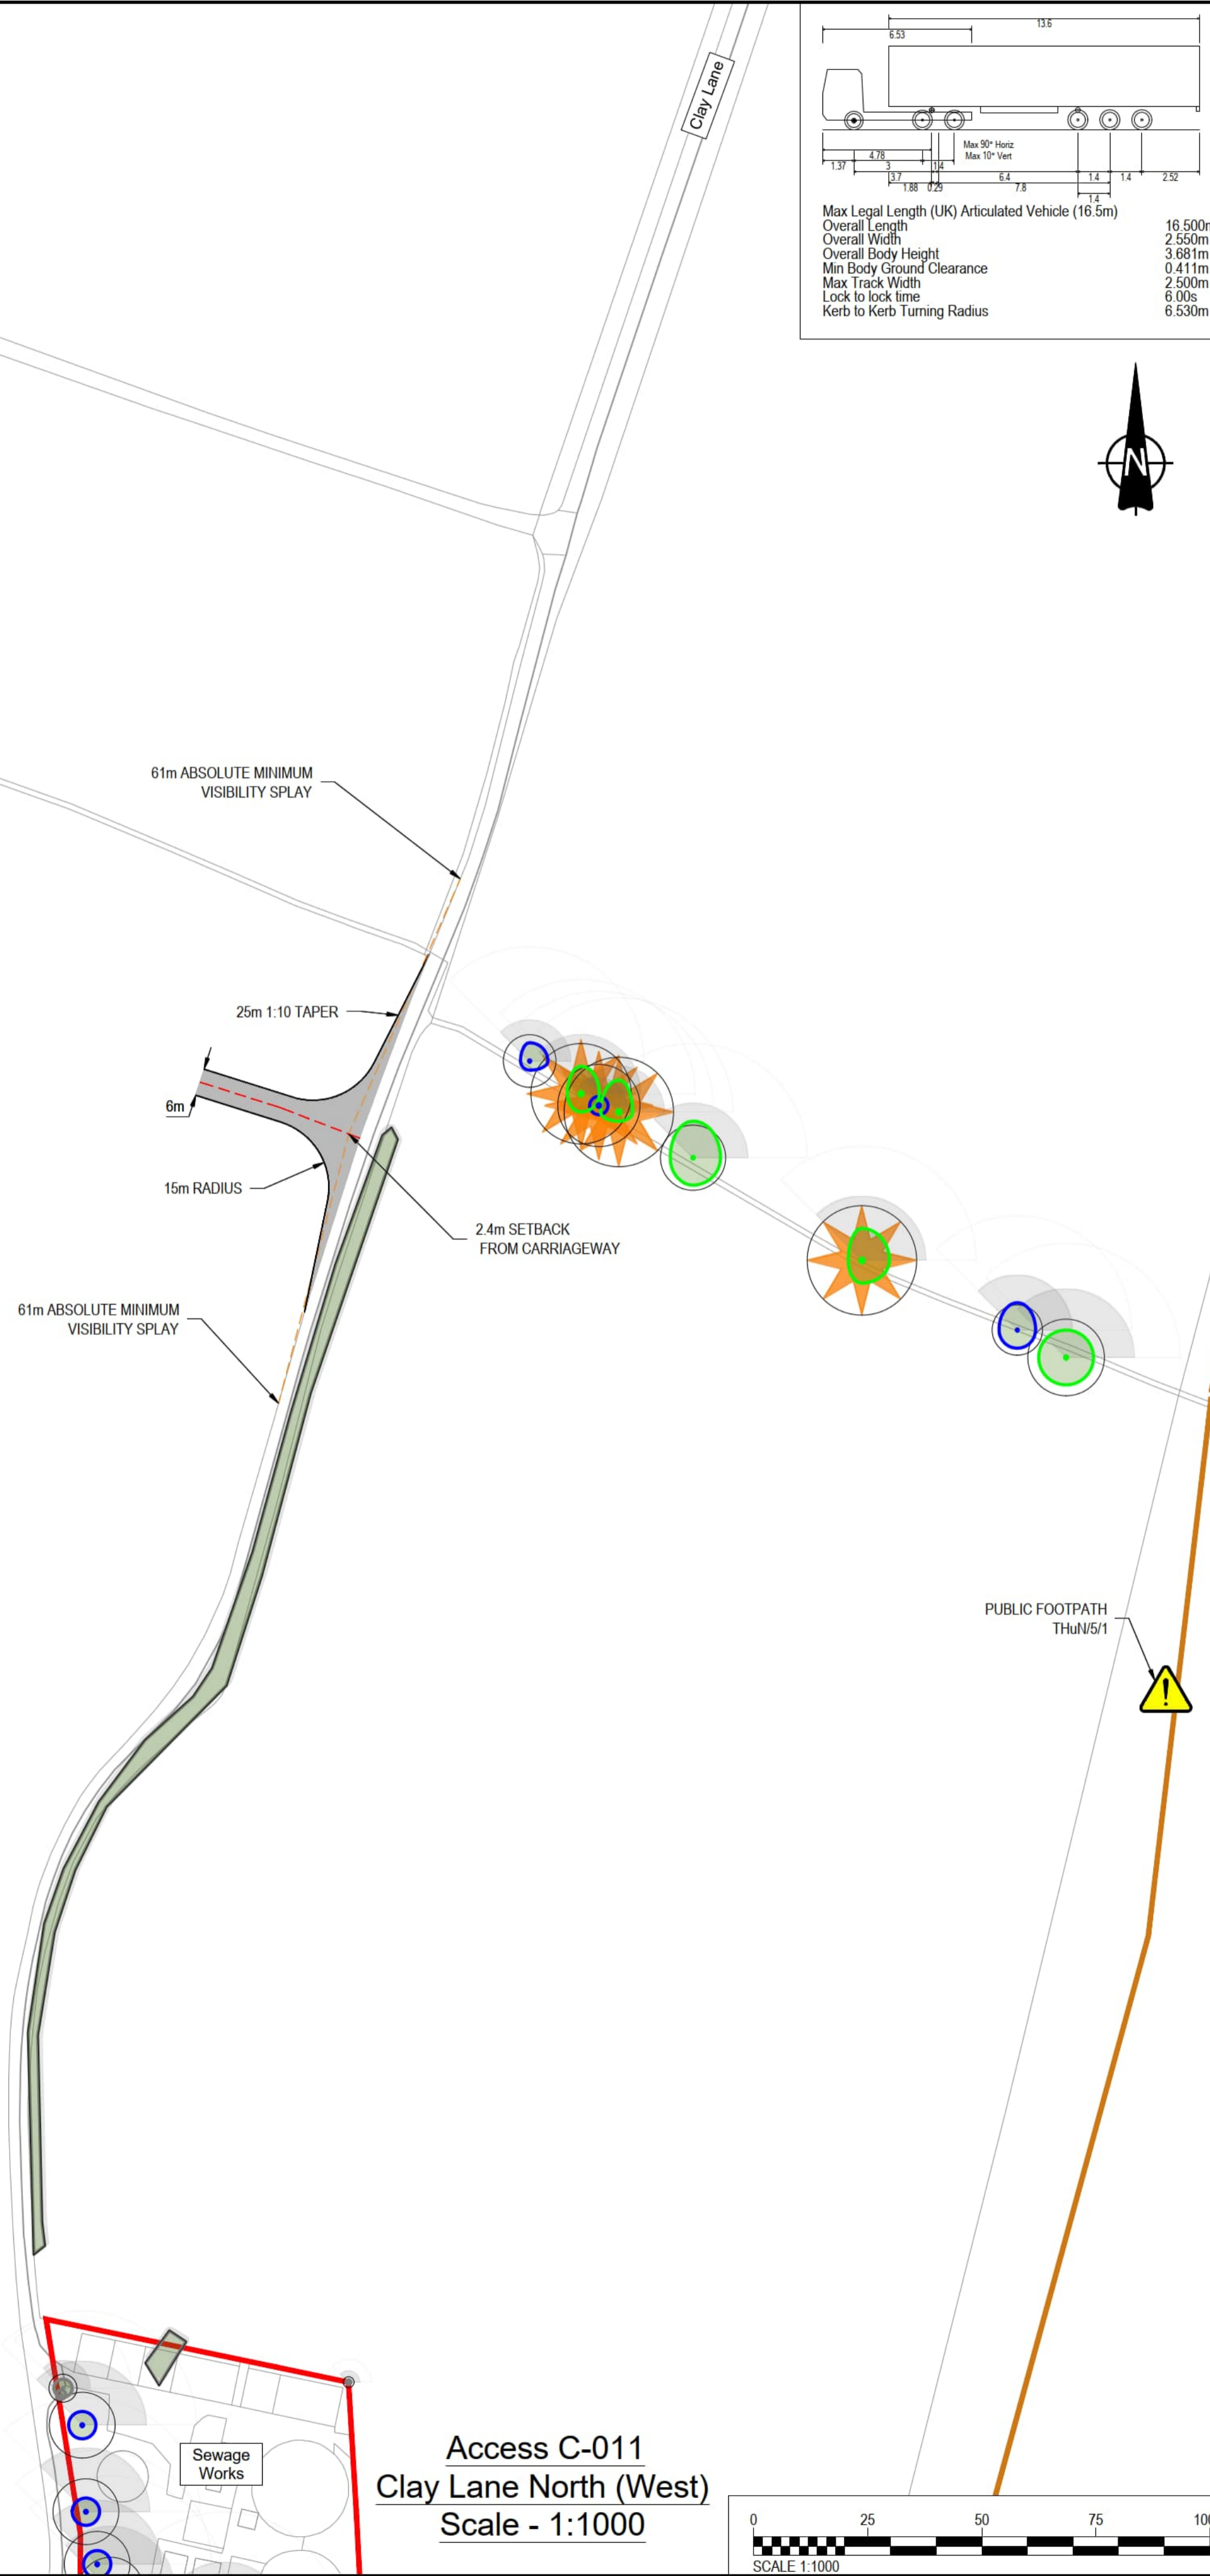 13.6
6.53
Clay Lane
Max 90° Horiz
Max 10° Vert
4.78
1.37
3
1.4
3.7
6.4
1.4
1.4
2.52
1.88
0.29
7.8
1.4
Max Legal Length (UK) Articulated Vehicle (16.5m)
Overall Length 16.500m
Overall Width 2.550m
Overall Body Height 3.681m
Min Body Ground Clearance 0.411m
Max Track Width 2.500m
Lock to lock time 6.00s
Kerb to Kerb Turning Radius 6.530m
N
61m ABSOLUTE MINIMUM
VISIBILITY SPLAY
25m 1:10 TAPER
6m
15m RADIUS
2.4m SETBACK
FROM CARRIAGEWAY
61m ABSOLUTE MINIMUM
VISIBILITY SPLAY
PUBLIC FOOTPATH
THuN/5/1
!
Sewage
Works
Access C-011
Clay Lane North (West)
Scale - 1:1000
0 25 50 75 100
SCALE 1:1000